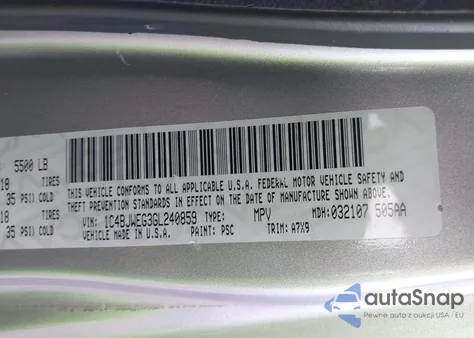 5500 LB
18 TIRES
35 PSI) COLD
18 TIRES
35 PSI) COLD
THIS VEHICLE CONFORMS TO ALL APPLICABLE U.S.A. FEDERAL MOTOR VEHICLE SAFETY AND
THEFT PREVENTION STANDARDS IN EFFECT ON THE DATE OF MANUFACTURE SHOWN ABOVE.
VIN: 1C4BJWEG3GL240859 TYPE: MPV MDH: 032107 505AA
VEHICLE MADE IN U.S.A. PAINT: PSC TRIM: A7X9
autoSnap
Pewne auta z aukcji USA / EU